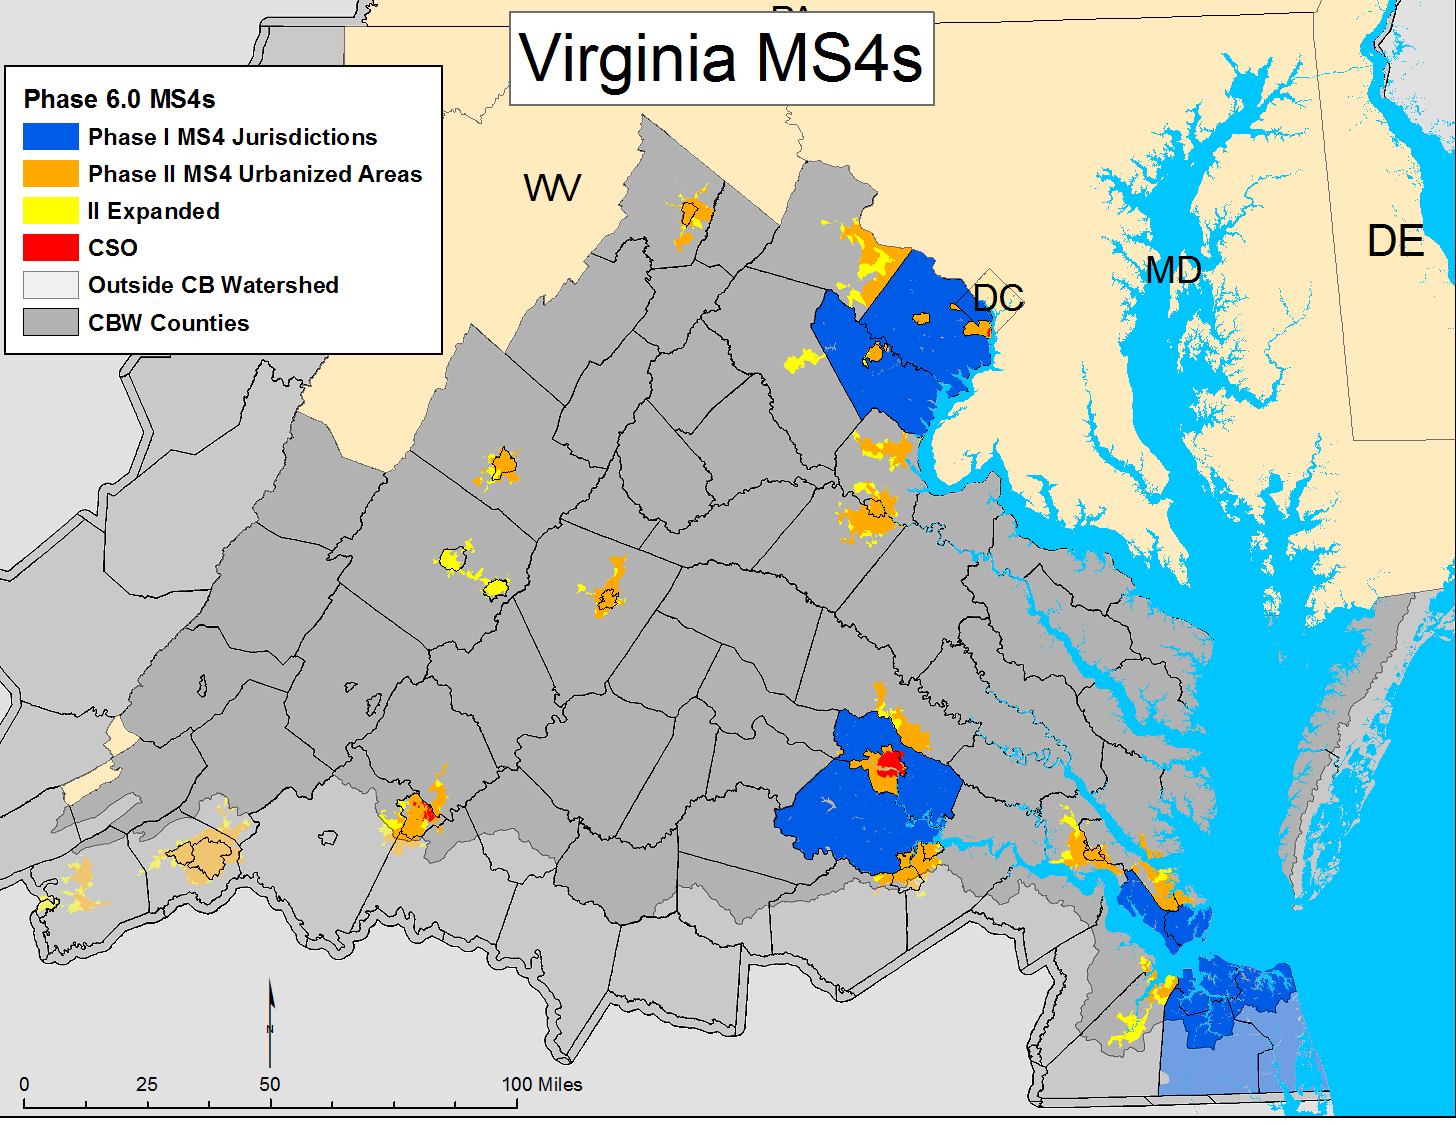 PA
Virginia MS4s
Phase 6.0 MS4s
Phase I MS4 Jurisdictions
Phase II MS4 Urbanized Areas
II Expanded
CSO
Outside CB Watershed
CBW Counties
WV
DE
MD
DC
N
0 25 50 100 Miles